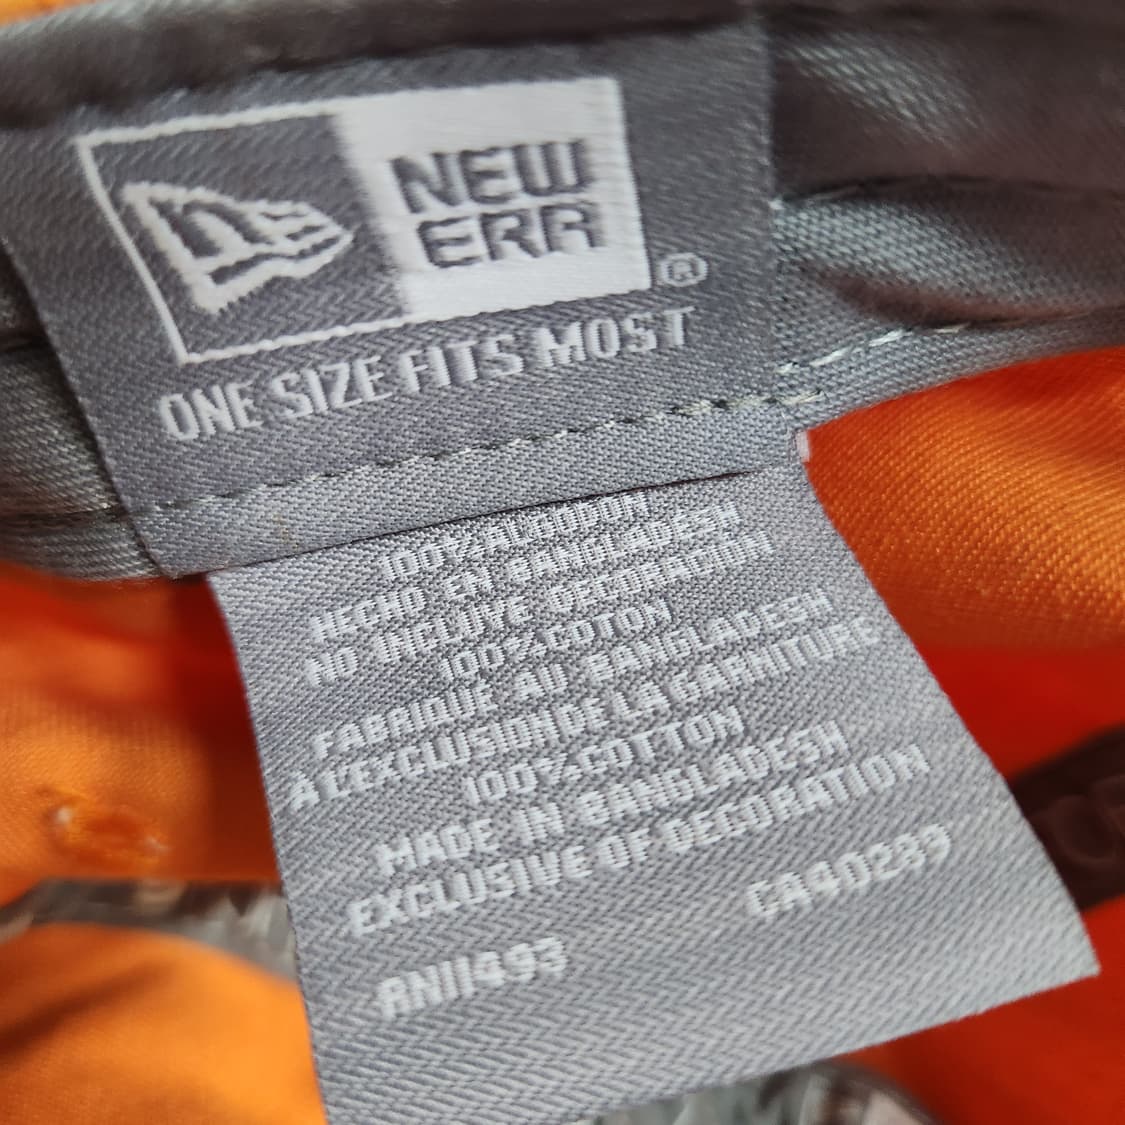 NEW
ERA
®
ONE SIZE FITS MOST
100% ALGODON
HECHO EN BANGLADESH
NO INCLUYE DECORATION
100% COTON
FABRIQUE AU BANGLADESH
À L'EXCLUSION DE LA GARNITURE
100% COTTON
MADE IN BANGLADESH
EXCLUSIVE OF DECORATION
CA40289
RN11493